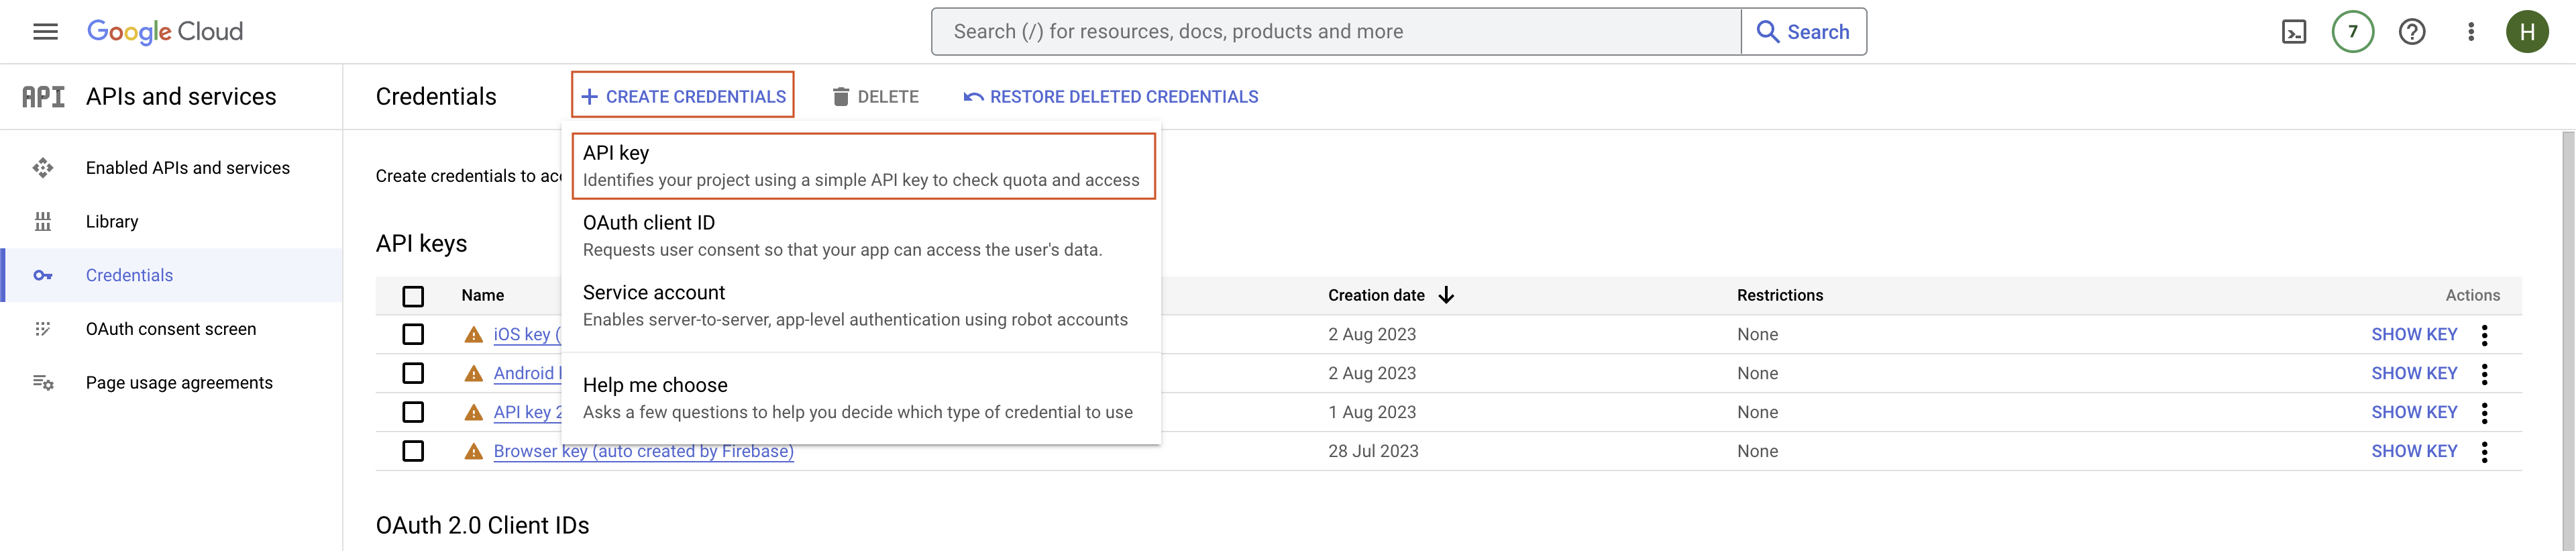 Google Cloud
Search (/) for resources, docs, products and more
Search
7
H
API
APIs and services
Credentials
+ CREATE CREDENTIALS
DELETE
RESTORE DELETED CREDENTIALS
Enabled APIs and services
Library
Credentials
OAuth consent screen
Page usage agreements
Create credentials to
API key
Identifies your project using a simple API key to check quota and access
OAuth client ID
Requests user consent so that your app can access the user's data.
Service account
Enables server-to-server, app-level authentication using robot accounts
Help me choose
Asks a few questions to help you decide which type of credential to use
API keys
Name
Creation date
Restrictions
Actions
iOS key (
2 Aug 2023
None
SHOW KEY
Android
2 Aug 2023
None
SHOW KEY
API key 2
1 Aug 2023
None
SHOW KEY
Browser key (auto created by Firebase)
28 Jul 2023
None
SHOW KEY
OAuth 2.0 Client IDs